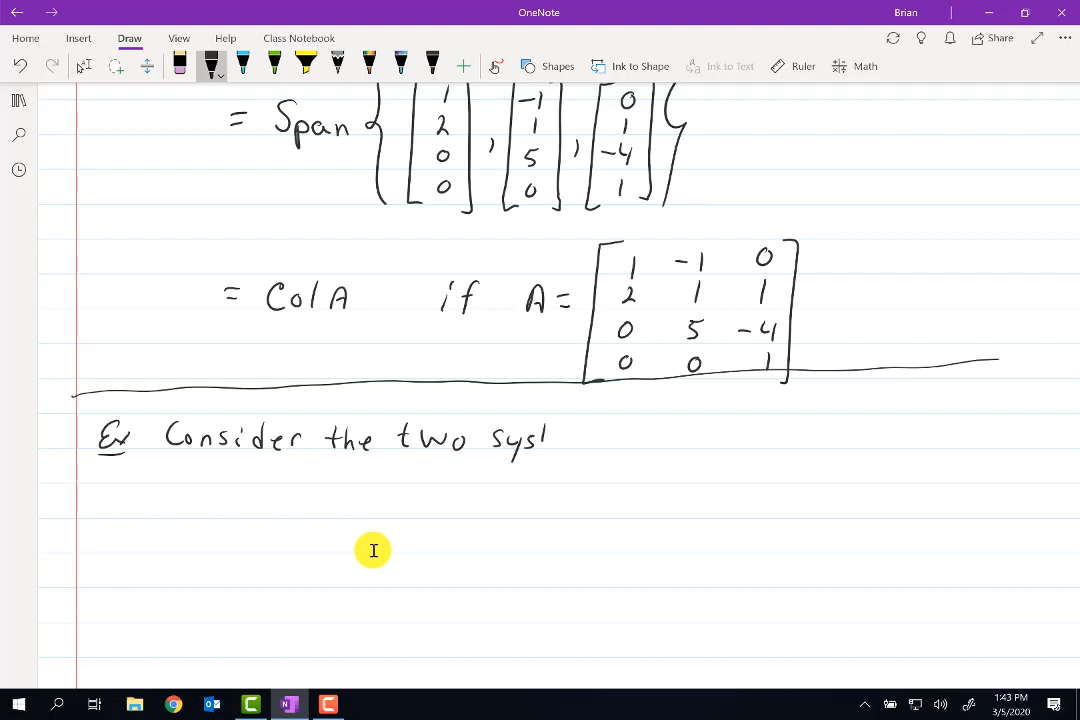 OneNote
Brian
Home Insert Draw View Help Class Notebook
Share
Shapes Ink to Shape Ink to Text Ruler Math
= Span { [ 1 2 0 0 ] , [ -1 1 5 0 ] , [ 0 1 -4 1 ] }
= Col A if A =
1 -1 0
2 1 1
0 5 -4
0 0 1
Ex Consider the two syst
1:43 PM
3/5/2020